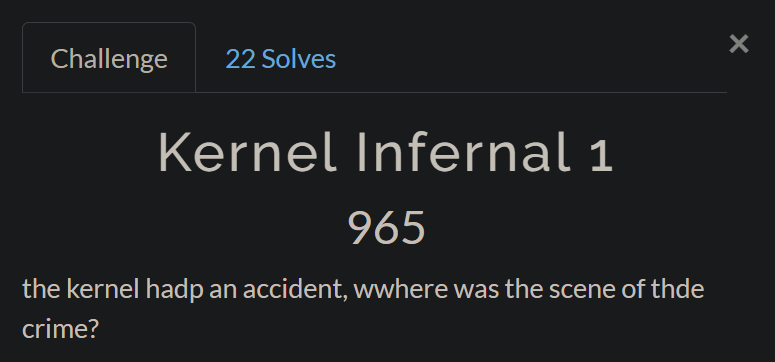 Challenge 22 Solves ×
Kernel Infernal 1
965
the kernel hadp an accident, wwhere was the scene of thde
crime?